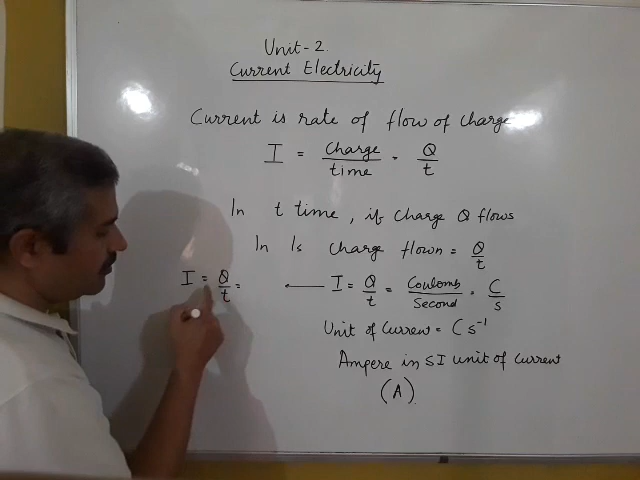 Unit-2.
Current Electricity
Current is rate of flow of charge
I = Charge/time = Q/t
In t time, if charge Q flows
In 1s charge flown = Q/t
I = Q/t =
I = Q/t = Coulomb/Second = C/s
Unit of Current = C s⁻¹
Ampere in SI unit of current
(A)